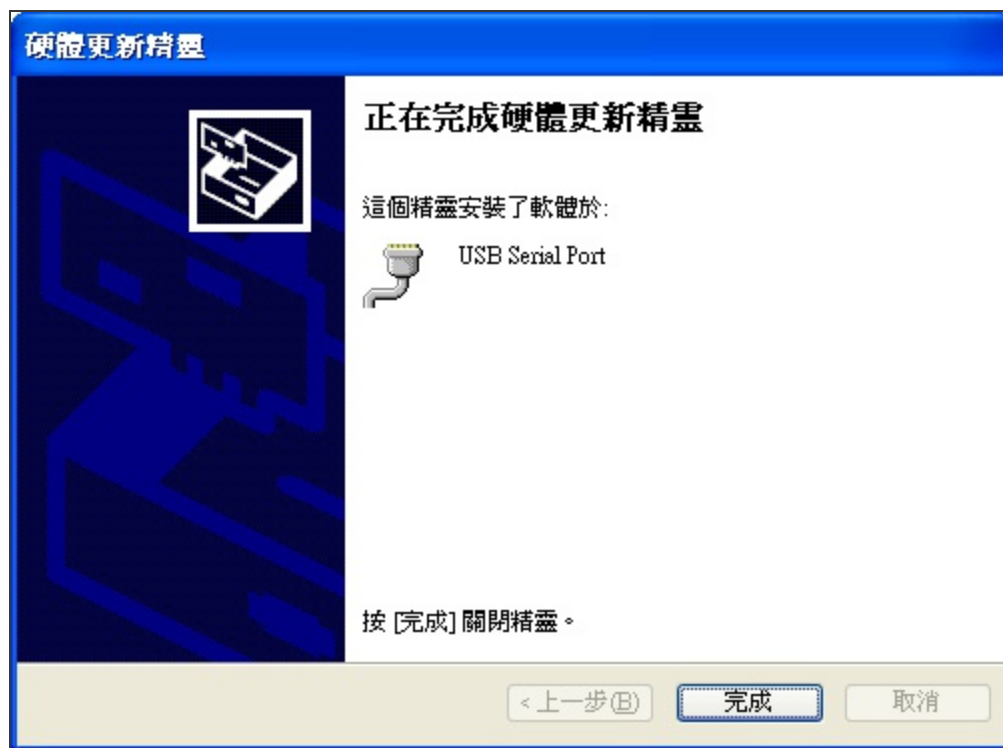 硬體更新精靈
正在完成硬體更新精靈
這個精靈安裝了軟體於:
USB Serial Port
按 [完成] 關閉精靈。
< 上一步(B)
完成
取消